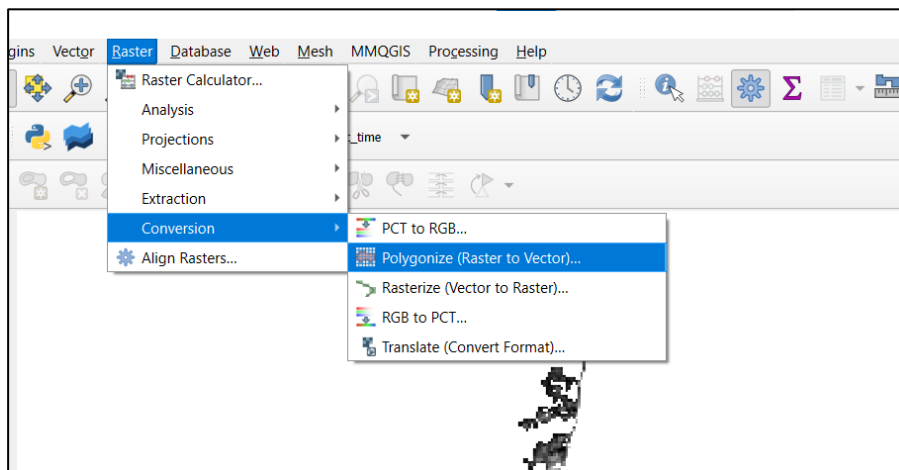 gins Vector Raster Database Web Mesh MMQGIS Processing Help
Raster Calculator...
Analysis
Projections
_time
Miscellaneous
Extraction
Conversion
PCT to RGB...
Align Rasters...
Polygonize (Raster to Vector)...
Rasterize (Vector to Raster)...
RGB to PCT...
Translate (Convert Format)...